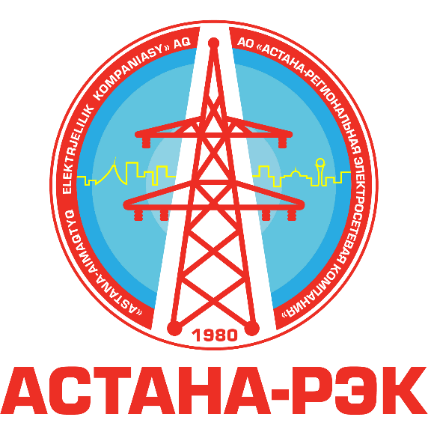 «ASTANA-AIMAQTYQ ELEKTRJELILIK KOMPANIASY» AQ
АО «АСТАНА-РЕГИОНАЛЬНАЯ ЭЛЕКТРОСЕТЕВАЯ КОМПАНИЯ»
1980
АСТАНА-РЭК